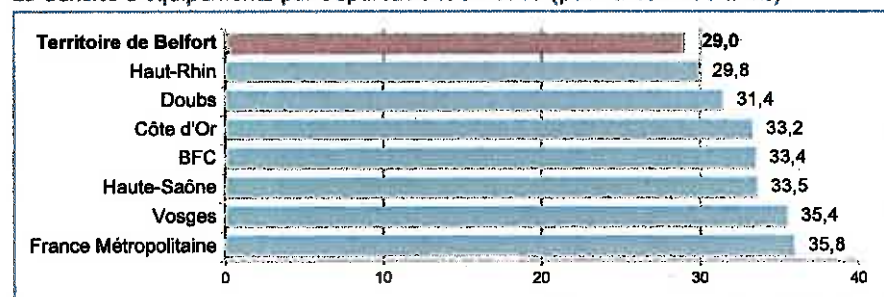 Territoire de Belfort 29,0
Haut-Rhin 29,8
Doubs 31,4
Côte d'Or 33,2
BFC 33,4
Haute-Saône 33,5
Vosges 35,4
France Métropolitaine 35,8
0 10 20 30 40